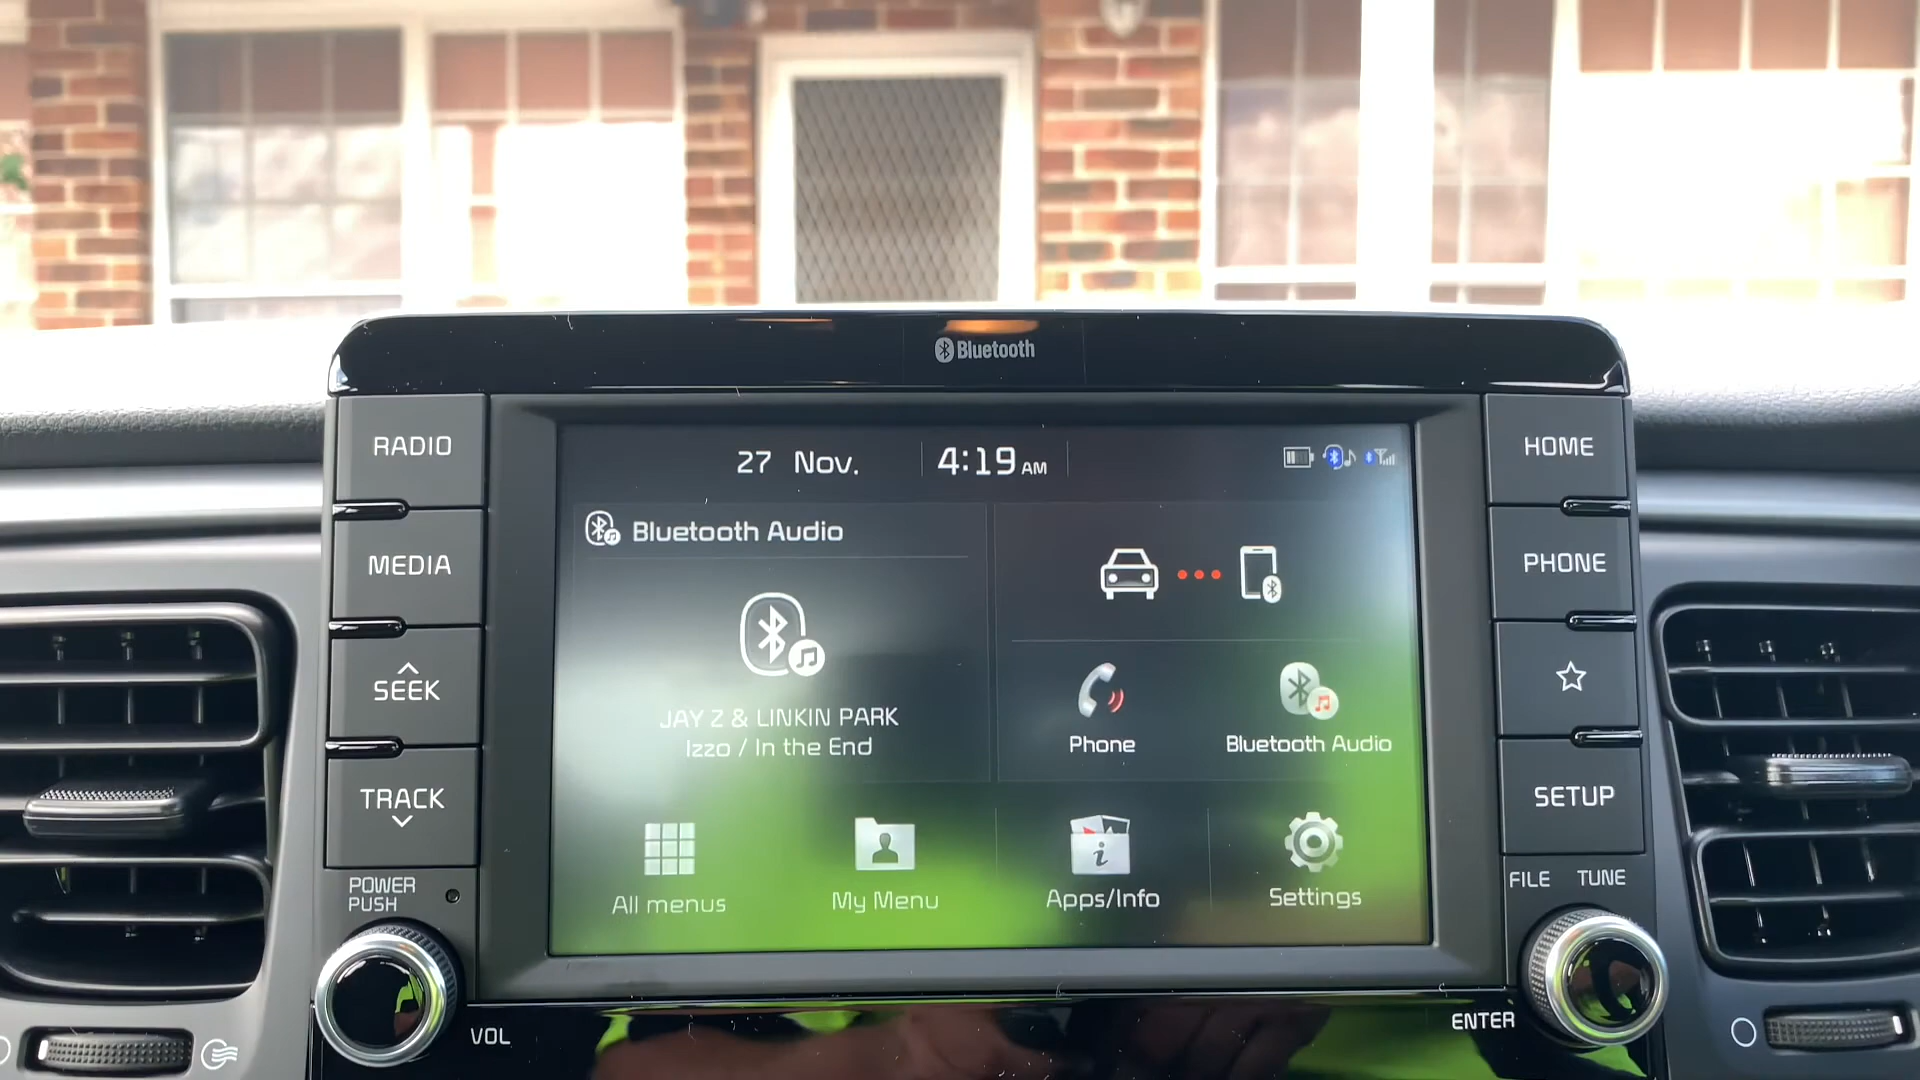 Bluetooth
RADIO
MEDIA
SEEK
TRACK
POWER
PUSH
VOL
27 Nov.
4:19 AM
Bluetooth Audio
JAY Z & LINKIN PARK
Izzo / In the End
Phone
Bluetooth Audio
All menus
My Menu
Apps/Info
Settings
HOME
PHONE
SETUP
FILE
TUNE
ENTER